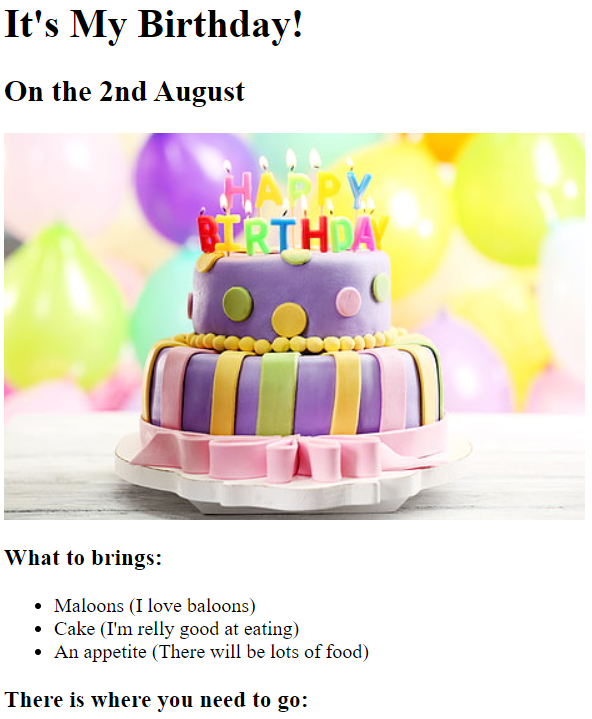 It's My Birthday!
On the 2nd August
HAPPY
BIRTHDAY
What to brings:
Maloons (I love baloons)
Cake (I'm relly good at eating)
An appetite (There will be lots of food)
There is where you need to go: